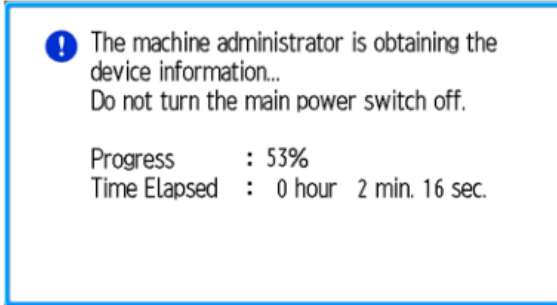 The machine administrator is obtaining the
device information...
Do not turn the main power switch off.
Progress : 53%
Time Elapsed : 0 hour 2 min. 16 sec.